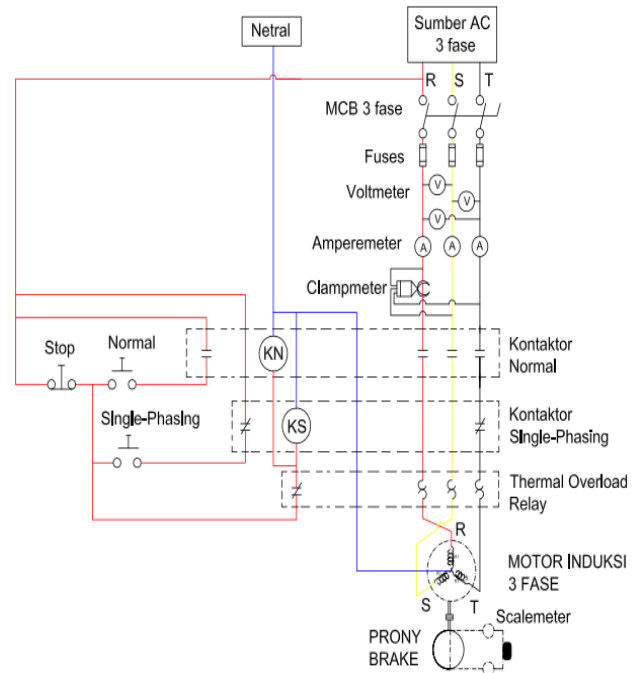 Netral
Sumber AC
3 fase
R
S
T
MCB 3 fase
Fuses
Voltmeter
V
V
V
Amperemeter
A
A
A
Clampmeter
Stop
Normal
KN
Kontaktor
Normal
Single-Phasing
KS
Kontaktor
Single-Phasing
Thermal Overload
Relay
R
S
T
MOTOR INDUKSI
3 FASE
Scalemeter
PRONY
BRAKE